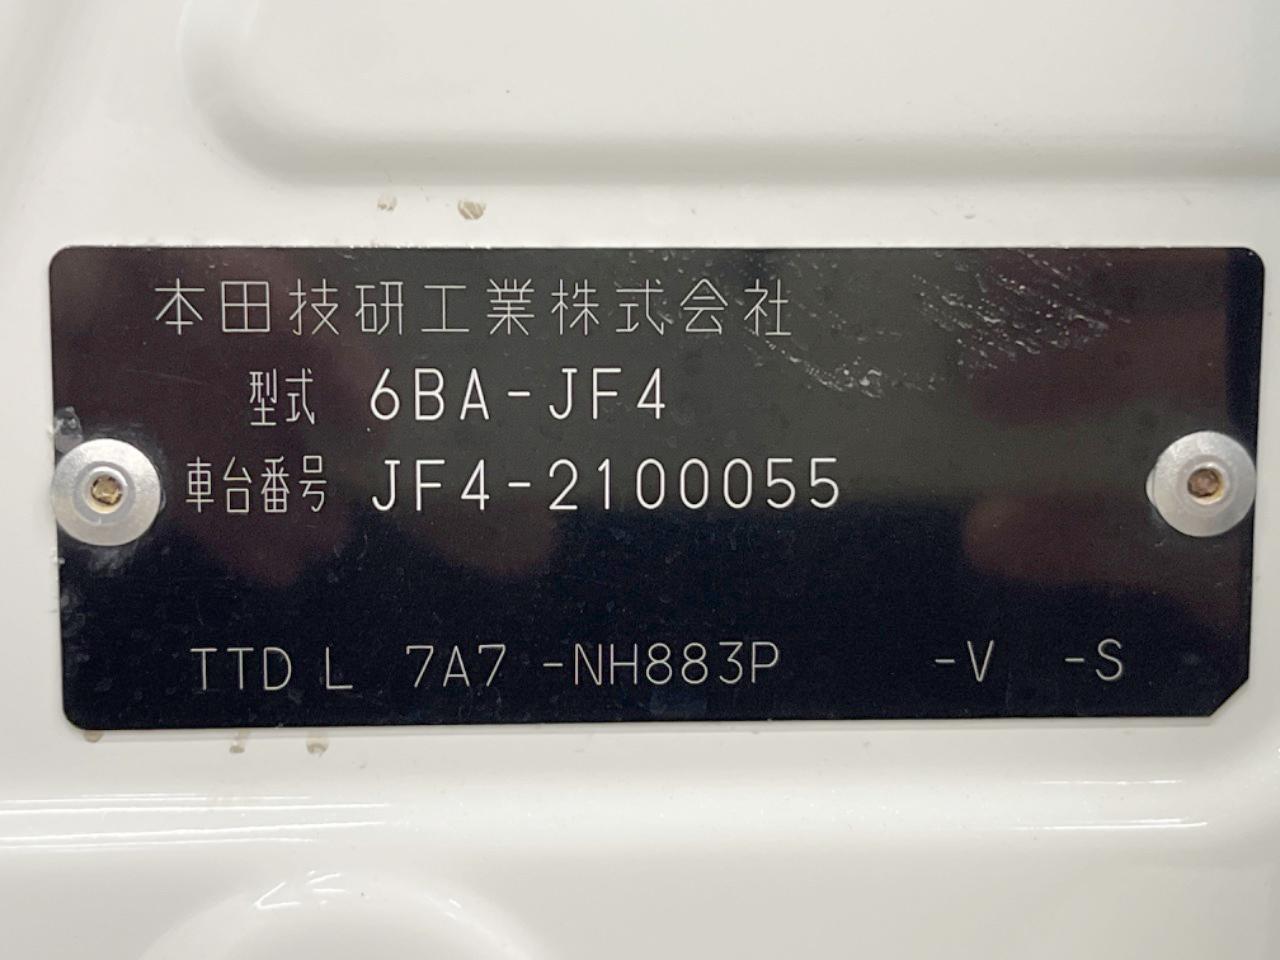 本田技研工業株式会社
型式 6BA-JF4
車台番号 JF4-2100055
TTD L 7A7 -NH883P -V -S